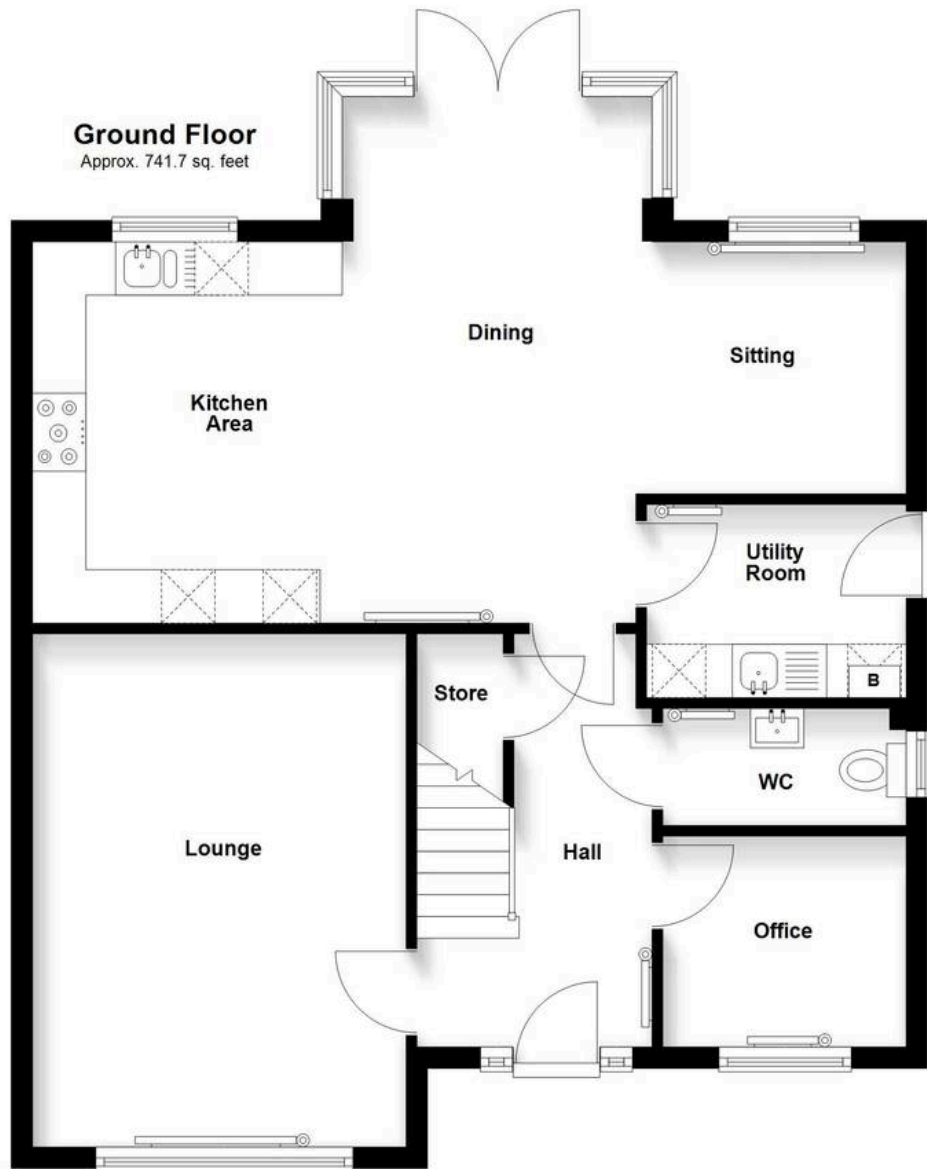 Ground Floor
Approx. 741.7 sq. feet
Dining
Sitting
Kitchen
Area
Utility
Room
B
Store
WC
Lounge
Hall
Office